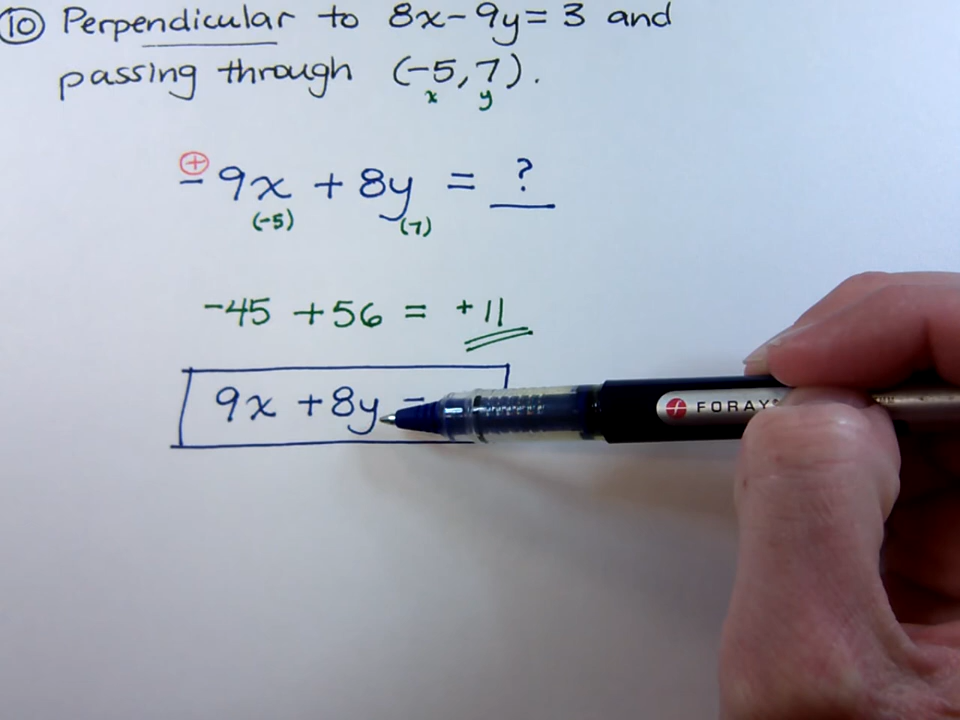 ⑩ Perpendicular to 8x - 9y = 3 and
passing through (-5, 7).
x y
⊕
- 9x + 8y = ?
(-5) (7)
-45 + 56 = +11
9x + 8y =
FORAY